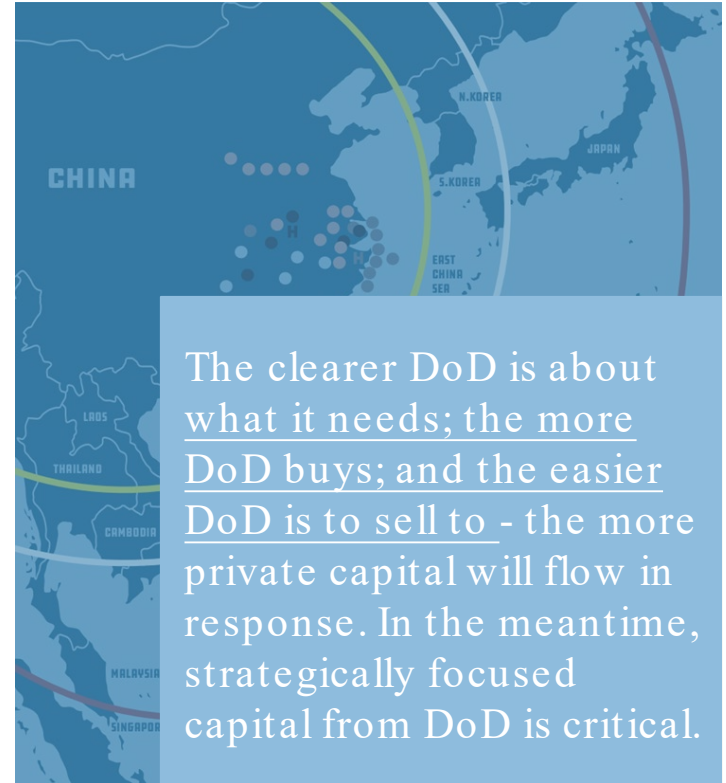 N.KOREA
JAPAN
CHINA
S.KOREA
H
EAST
CHINA
SEA
H
The clearer DoD is about
what it needs; the more
DoD buys; and the easier
DoD is to sell to - the more
private capital will flow in
response. In the meantime,
strategically focused
capital from DoD is critical.
LAOS
THAILAND
CAMBODIA
MALAYSIA
SINGAPOR